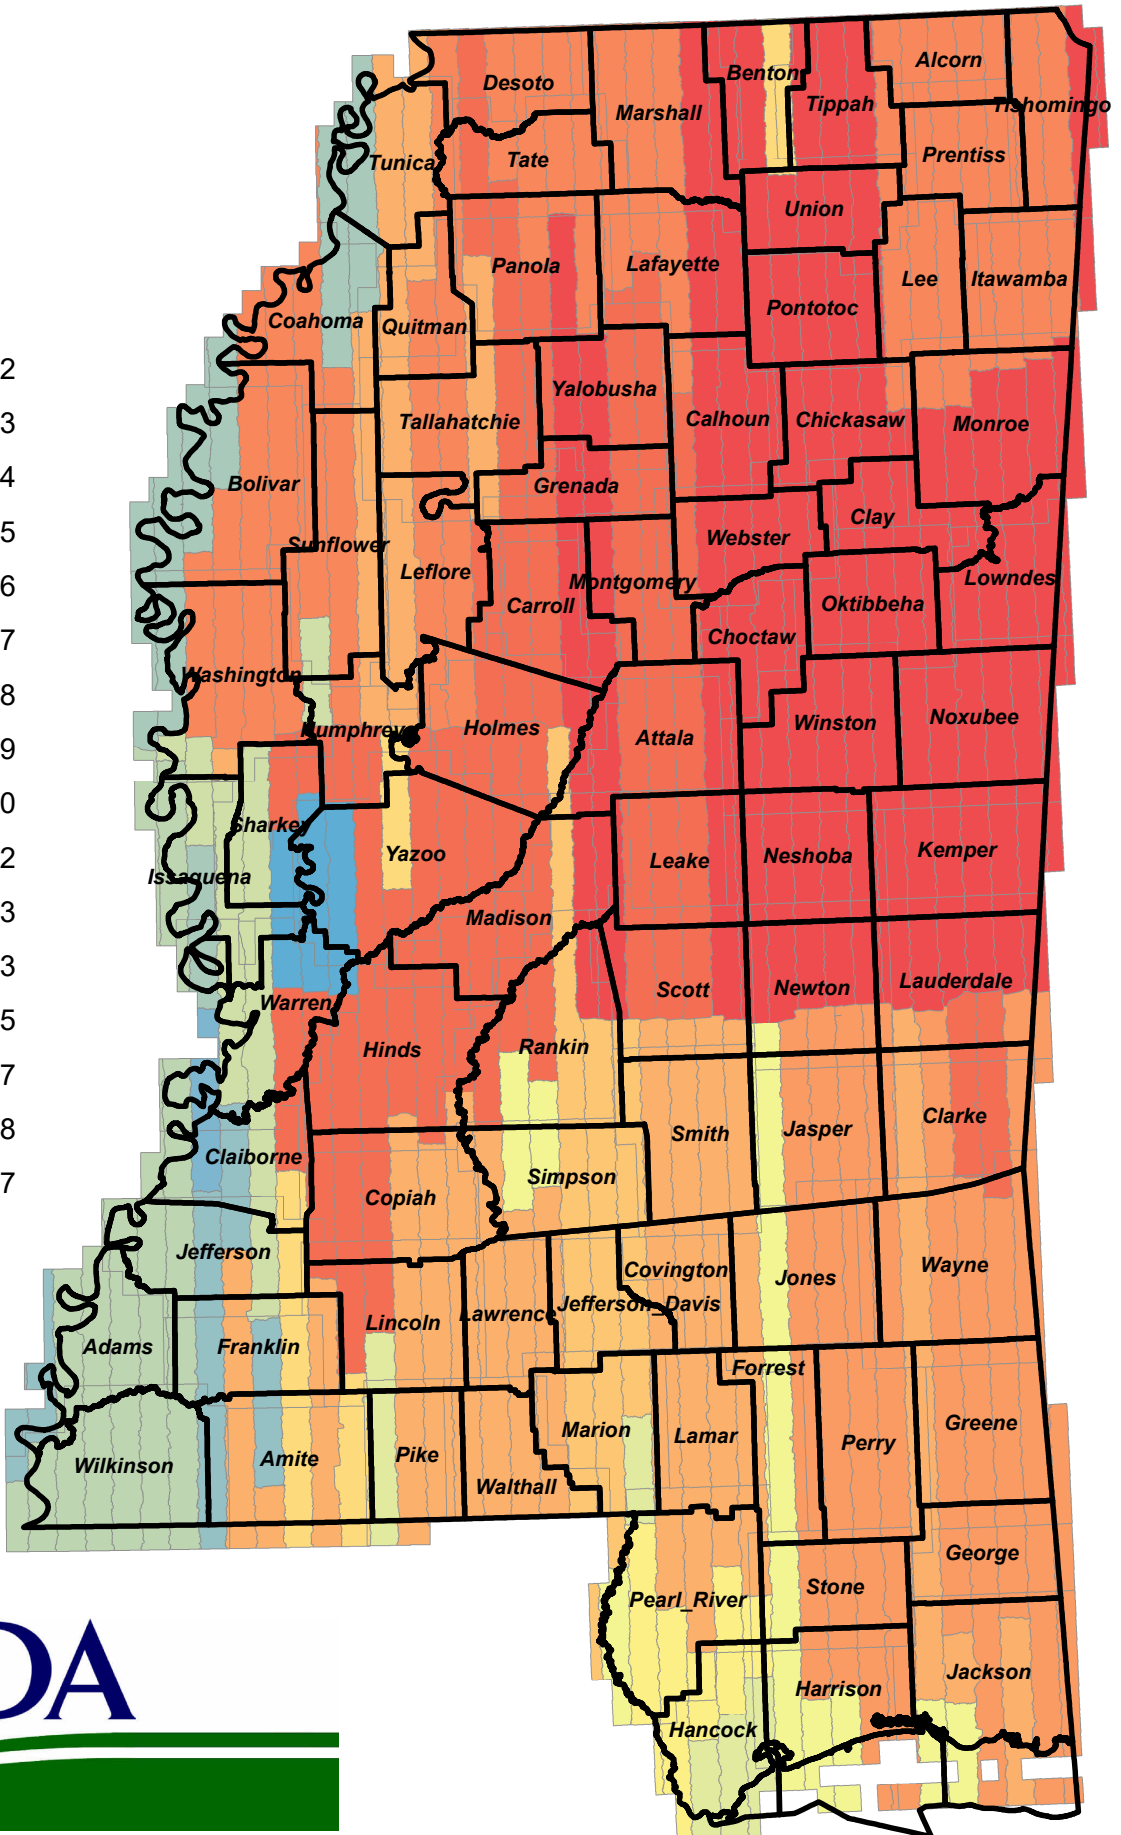 Desoto
Marshall
Benton
Tippah
Alcorn
Tishomingo
Tunica
Tate
Prentiss
Union
Panola
Lafayette
Lee
Itawamba
Coahoma
Quitman
Pontotoc
2
Yalobusha
3
Tallahatchie
Calhoun
Chickasaw
Monroe
4
Bolivar
Grenada
5
Sunflower
Webster
Clay
6
Leflore
Montgomery
Lowndes
Carroll
Oktibbeha
7
Choctaw
8
Washington
9
Humphreys
Holmes
Attala
Winston
Noxubee
0
Sharkey
2
Yazoo
Leake
Neshoba
Kemper
3
Issaquena
Madison
3
Warren
Scott
Newton
Lauderdale
5
Hinds
Rankin
7
8
Smith
Jasper
Clarke
7
Claiborne
Copiah
Simpson
Jefferson
Covington
Jones
Wayne
Adams
Franklin
Lincoln
Lawrence
Jefferson_Davis
Forrest
Wilkinson
Amite
Pike
Walthall
Marion
Lamar
Perry
Greene
George
Pearl_River
Stone
DA
Hancock
Harrison
Jackson